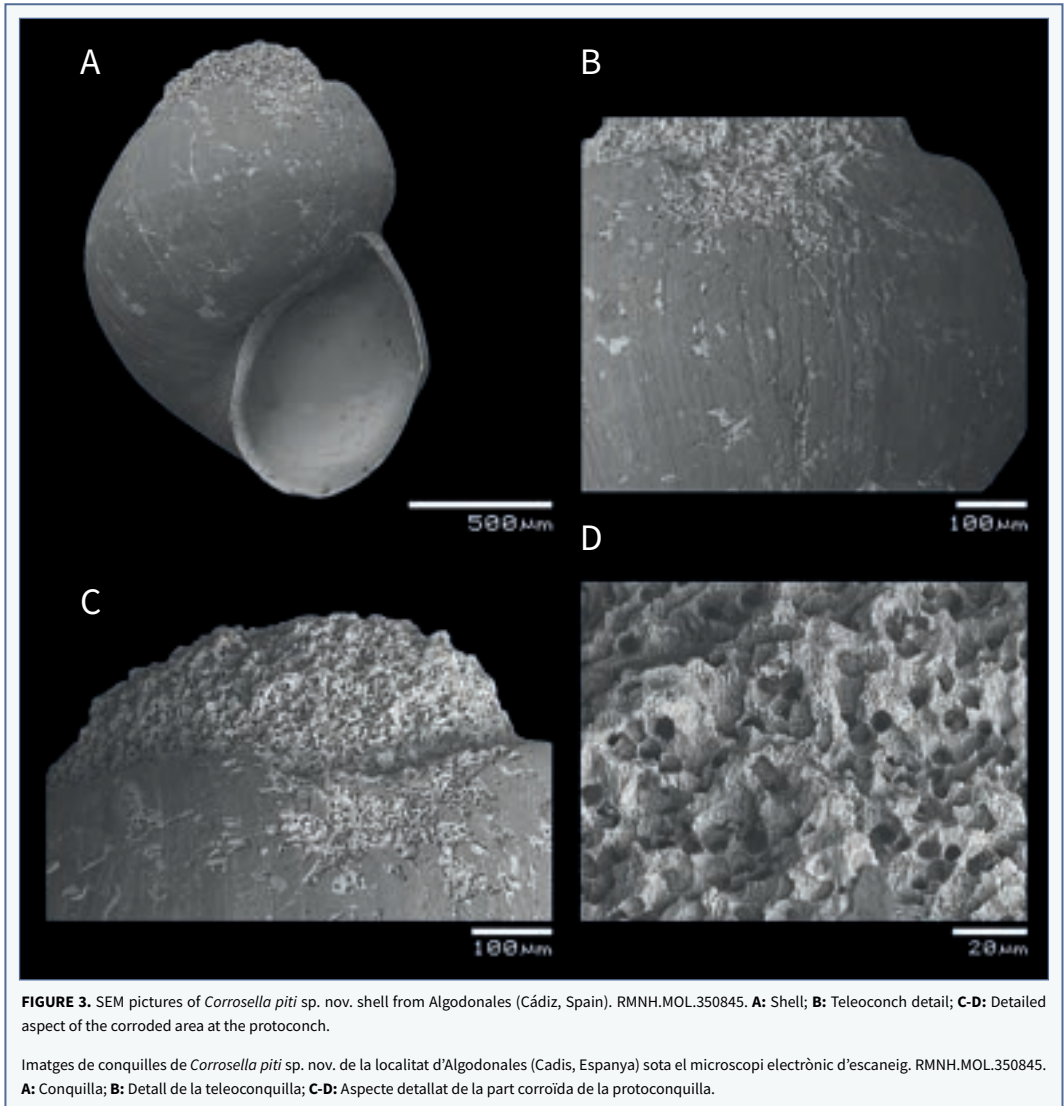 A
B
500 µm
100 µm
C
D
100 µm
20 µm
FIGURE 3. SEM pictures of Corrosella piti sp. nov. shell from Algodonales (Cádiz, Spain). RMNH.MOL.350845. A: Shell; B: Teleoconch detail; C-D: Detailed
aspect of the corroded area at the protoconch.
Imatges de conquilles de Corrosella piti sp. nov. de la localitat d'Algodonales (Cadis, Espanya) sota el microscopi electrònic d'escaneig. RMNH.MOL.350845.
A: Conquilla; B: Detall de la teleoconquilla; C-D: Aspecte detallat de la part corroïda de la protoconquilla.